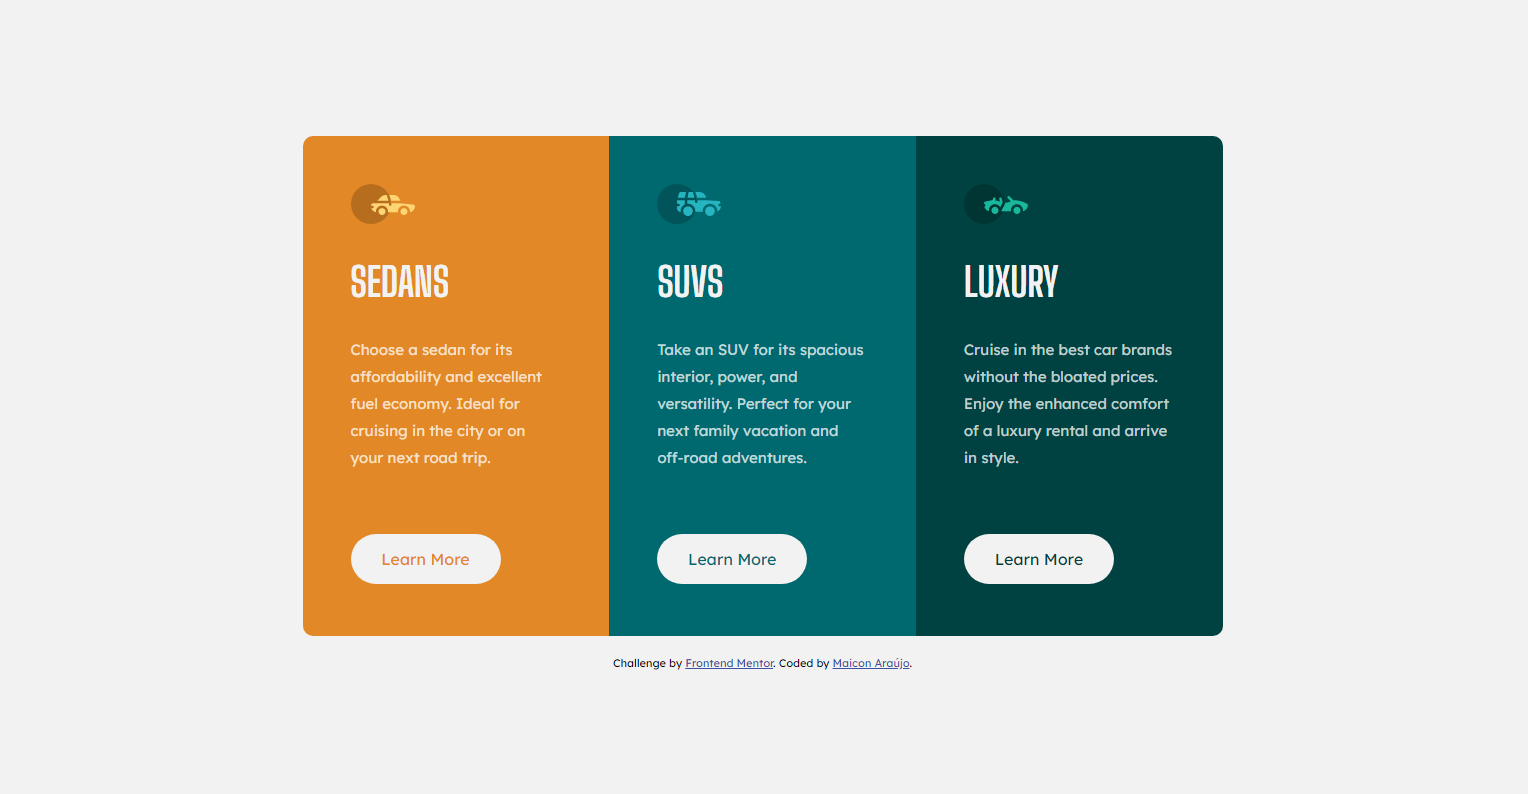 SEDANS
Choose a sedan for its
affordability and excellent
fuel economy. Ideal for
cruising in the city or on
your next road trip.
Learn More
SUVS
Take an SUV for its spacious
interior, power, and
versatility. Perfect for your
next family vacation and
off-road adventures.
Learn More
LUXURY
Cruise in the best car brands
without the bloated prices.
Enjoy the enhanced comfort
of a luxury rental and arrive
in style.
Learn More
Challenge by Frontend Mentor. Coded by Maicon Araújo.